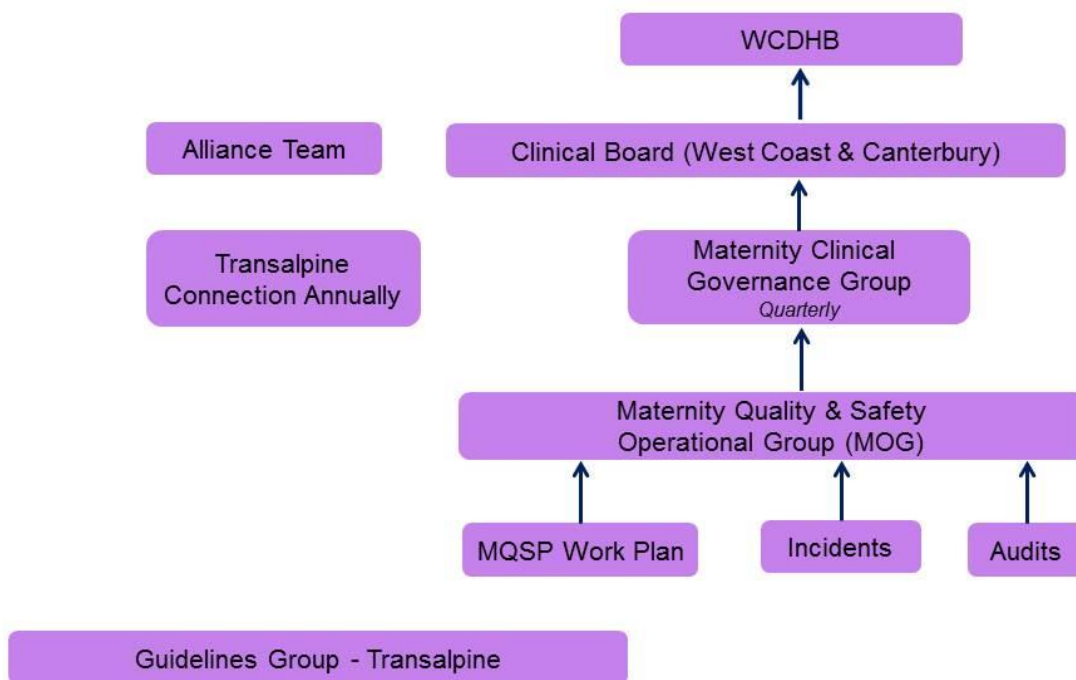 WCDHB
Alliance Team
Clinical Board (West Coast & Canterbury)
Transalpine
Connection Annually
Maternity Clinical
Governance Group
Quarterly
Maternity Quality & Safety
Operational Group (MOG)
MQSP Work Plan
Incidents
Audits
Guidelines Group - Transalpine